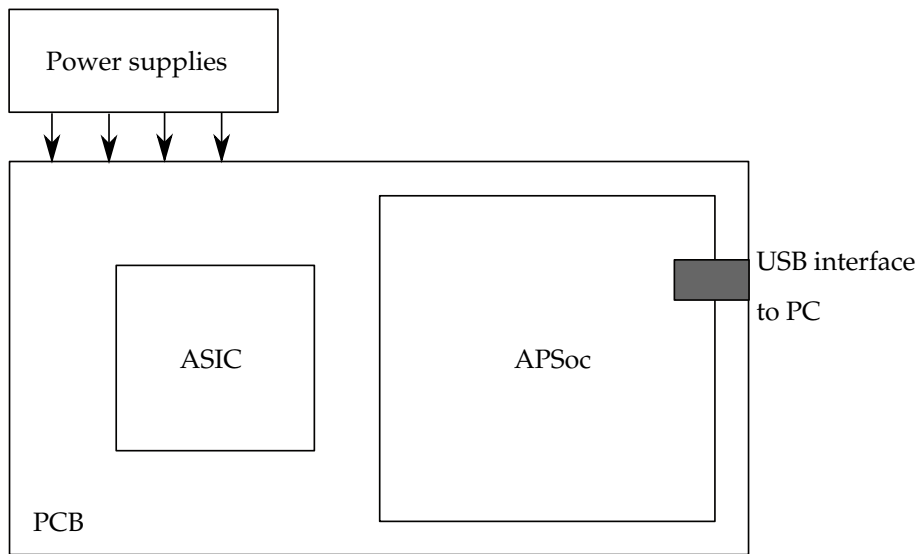 Power supplies
USB interface
to PC
ASIC
APSoc
PCB